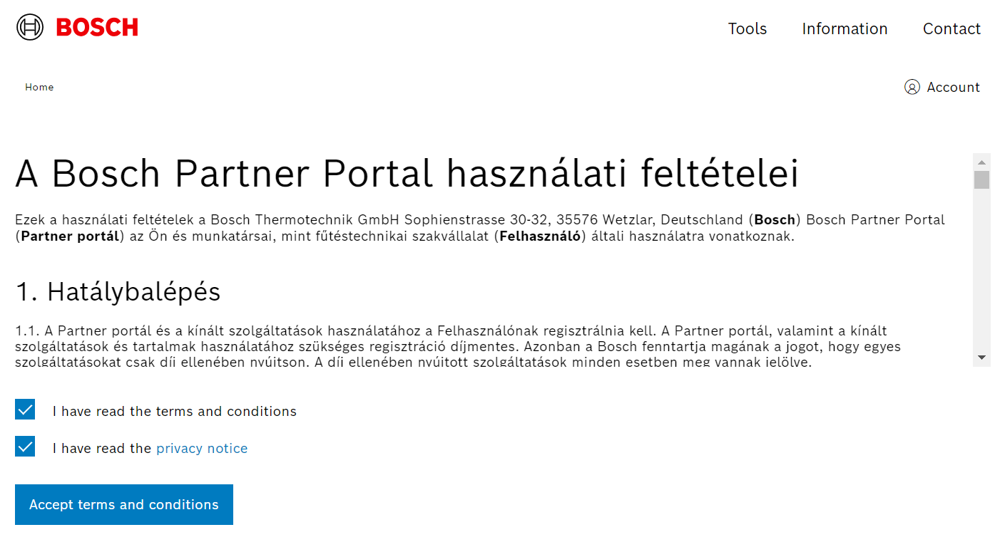 BOSCH
Tools Information Contact
Home
Account
A Bosch Partner Portal használati feltételei
Ezek a használati feltételek a Bosch Thermotechnik GmbH Sophienstrasse 30-32, 35576 Wetzlar, Deutschland (Bosch) Bosch Partner Portal
(Partner portál) az Ön és munkatársai, mint fűtéstechnikai szakvállalat (Felhasználó) általi használatra vonatkoznak.
1. Hatálybalépés
1.1. A Partner portál és a kínált szolgáltatások használatához a Felhasználónak regisztrálnia kell. A Partner portál, valamint a kínált
szolgáltatások és tartalmak használatához szükséges regisztráció díjmentes. Azonban a Bosch fenntartja magának a jogot, hogy egyes
szolgáltatásokat csak díj ellenében nyújtson. A díj ellenében nyújtott szolgáltatások minden esetben meg vannak jelölve.
I have read the terms and conditions
I have read the privacy notice
Accept terms and conditions